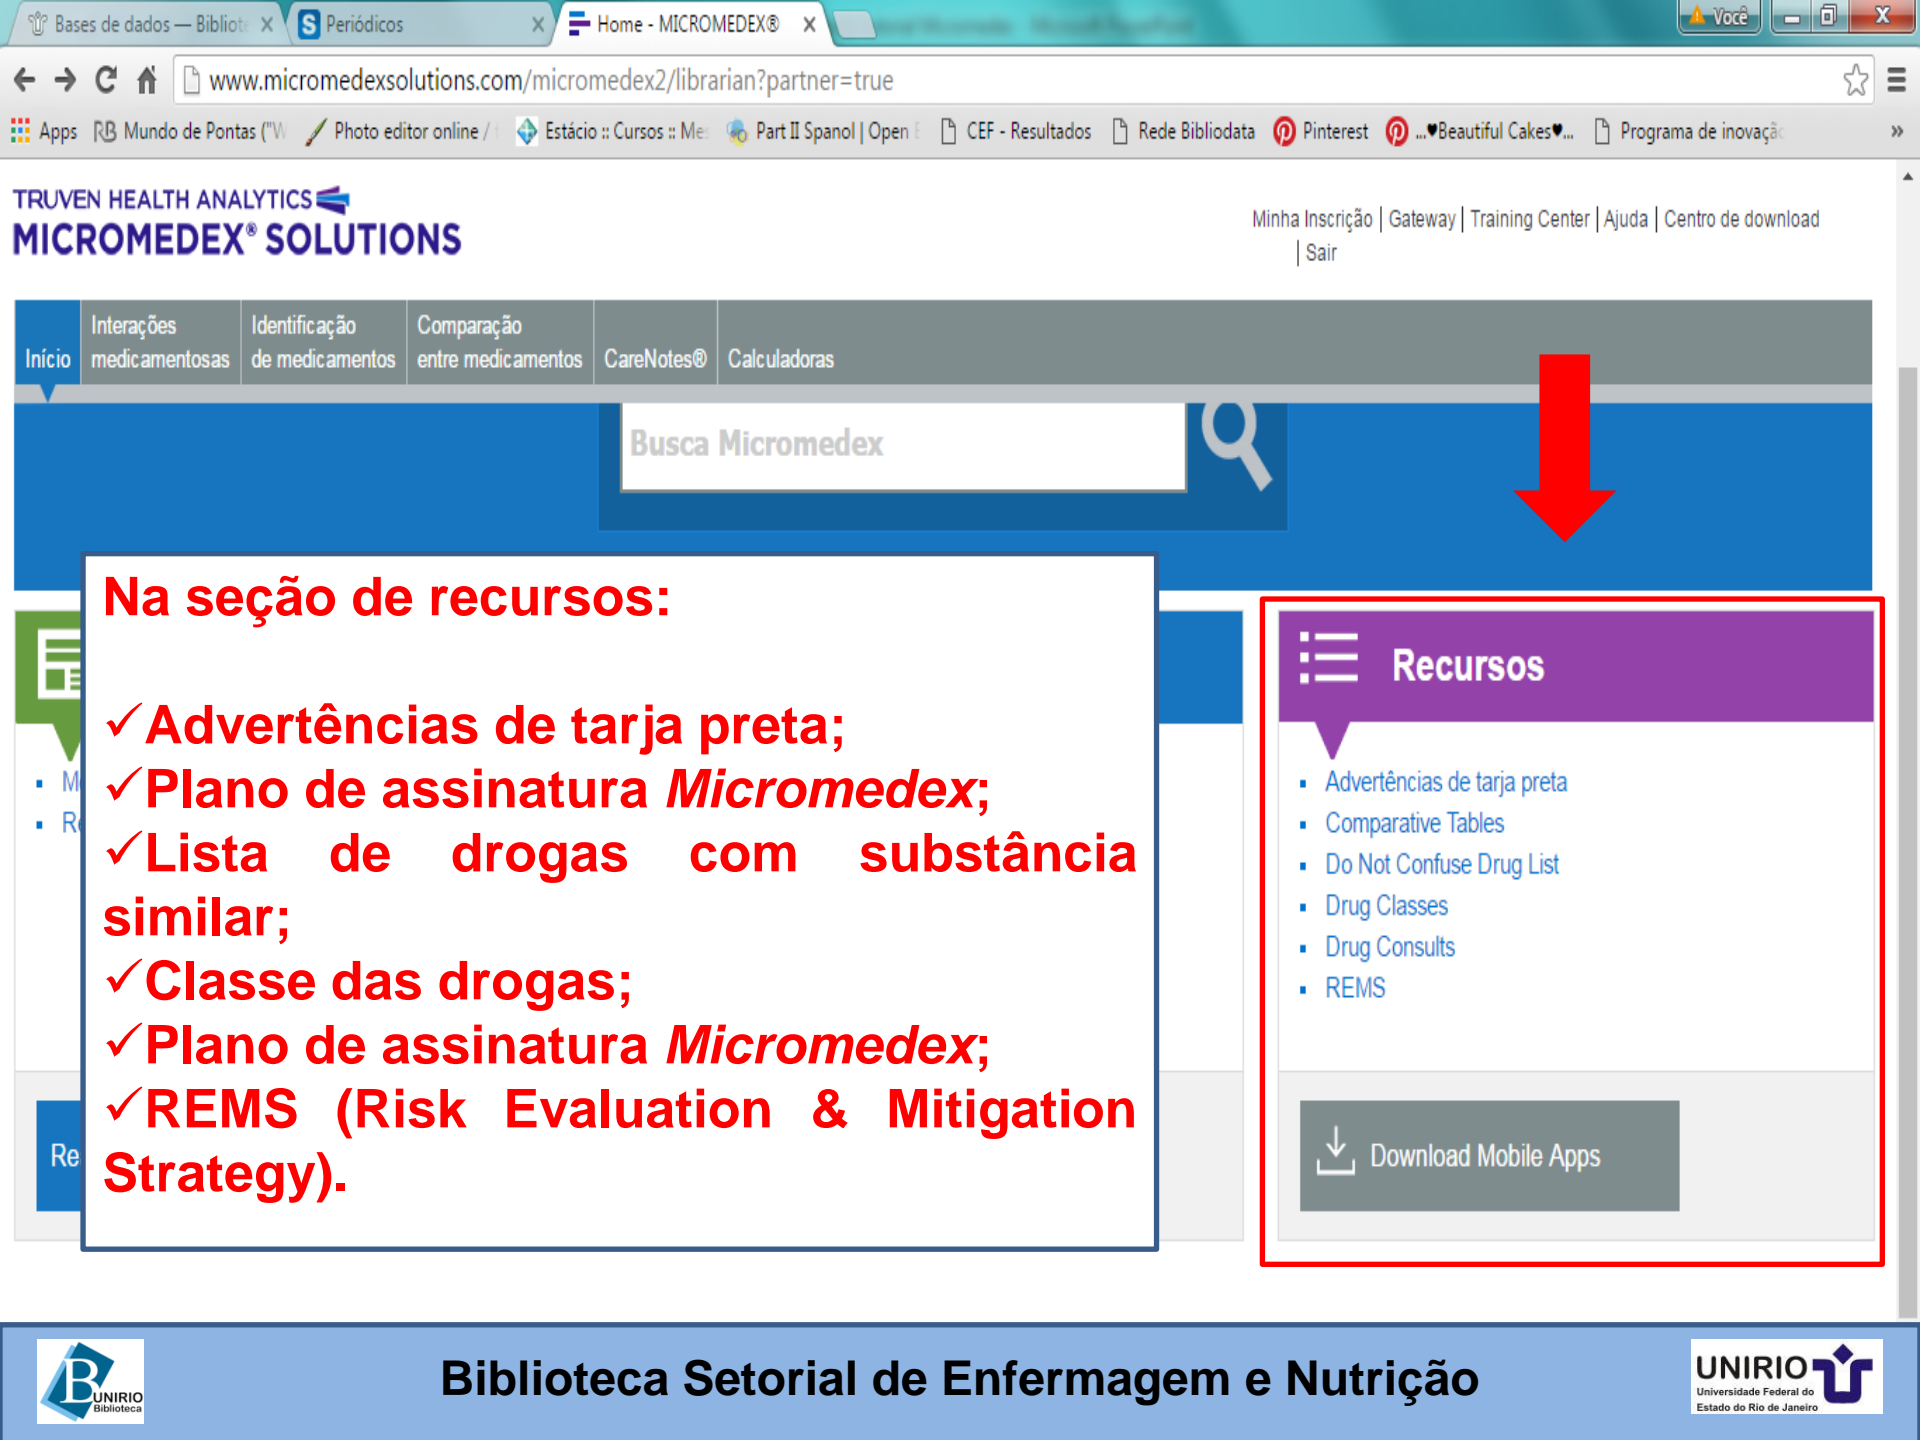 Bases de dados — Bibliot
Periódicos
Home - MICROMEDEX®
Você
www.micromedexsolutions.com/micromedex2/librarian?partner=true
Apps
Mundo de Pontas ("W
Photo editor online /
Estácio :: Cursos :: Me
Part II Spanol | Open
CEF - Resultados
Rede Bibliodata
Pinterest
...♥Beautiful Cakes♥...
Programa de inovaçã
»
TRUVEN HEALTH ANALYTICS
MICROMEDEX® SOLUTIONS
Minha Inscrição | Gateway | Training Center | Ajuda | Centro de download
| Sair
Início
Interações
medicamentosas
Identificação
de medicamentos
Comparação
entre medicamentos
CareNotes®
Calculadoras
Busca Micromedex
Na seção de recursos:
✓Advertências de tarja preta;
✓Plano de assinatura Micromedex;
✓Lista de drogas com substância
similar;
✓Classe das drogas;
✓Plano de assinatura Micromedex;
✓REMS (Risk Evaluation & Mitigation
Strategy).
Re
Recursos
▪ Advertências de tarja preta
▪ Comparative Tables
▪ Do Not Confuse Drug List
▪ Drug Classes
▪ Drug Consults
▪ REMS
Download Mobile Apps
B UNIRIO
Biblioteca
Biblioteca Setorial de Enfermagem e Nutrição
UNIRIO
Universidade Federal do
Estado do Rio de Janeiro